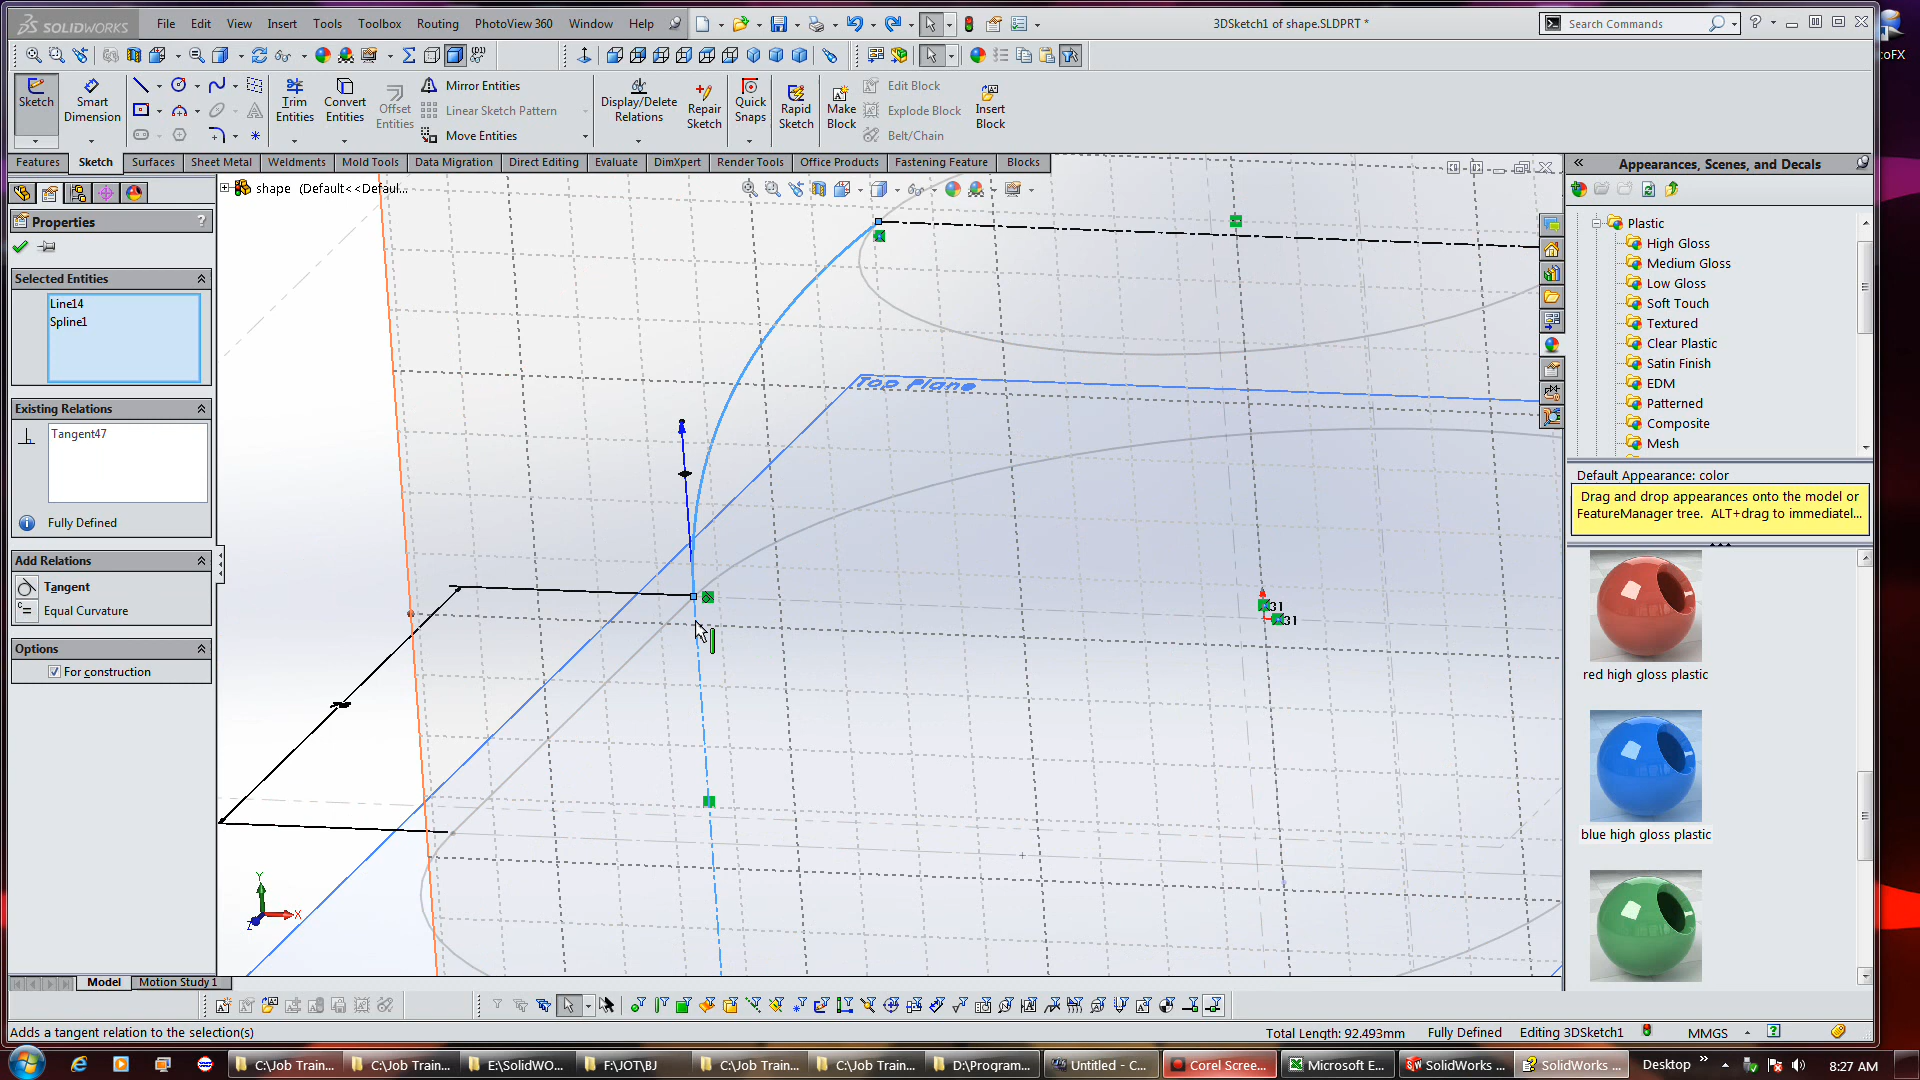 SOLIDWORKS File Edit View Insert Tools Toolbox Routing PhotoView 360 Window Help 3DSketch1 of shape.SLDPRT * Search Commands
Sketch Smart Dimension Trim Entities Convert Entities Offset Entities Mirror Entities Linear Sketch Pattern Move Entities Display/Delete Relations Repair Sketch Quick Snaps Rapid Sketch Make Block Edit Block Explode Block Belt/Chain Insert Block
Features Sketch Surfaces Sheet Metal Weldments Mold Tools Data Migration Direct Editing Evaluate DimXpert Render Tools Office Products Fastening Feature Blocks
shape (Default<<Defaul...
Properties ?
Selected Entities
Line14
Spline1
Existing Relations
Tangent47
Fully Defined
Add Relations
Tangent
Equal Curvature
Options
For construction
Top Plane
31
31
Y
X
Z
Appearances, Scenes, and Decals
Plastic
High Gloss
Medium Gloss
Low Gloss
Soft Touch
Textured
Clear Plastic
Satin Finish
EDM
Patterned
Composite
Mesh
Default Appearance: color
Drag and drop appearances onto the model or
FeatureManager tree. ALT+drag to immediatel...
red high gloss plastic
blue high gloss plastic
Model Motion Study 1
Adds a tangent relation to the selection(s) Total Length: 92.493mm Fully Defined Editing 3DSketch1 MMGS
C:\Job Train... C:\Job Train... E:\SolidWO... F:\JOT\BJ C:\Job Train... C:\Job Train... D:\Program... Untitled - C... Corel Scree... Microsoft E... SolidWorks ... SolidWorks ... Desktop 8:27 AM